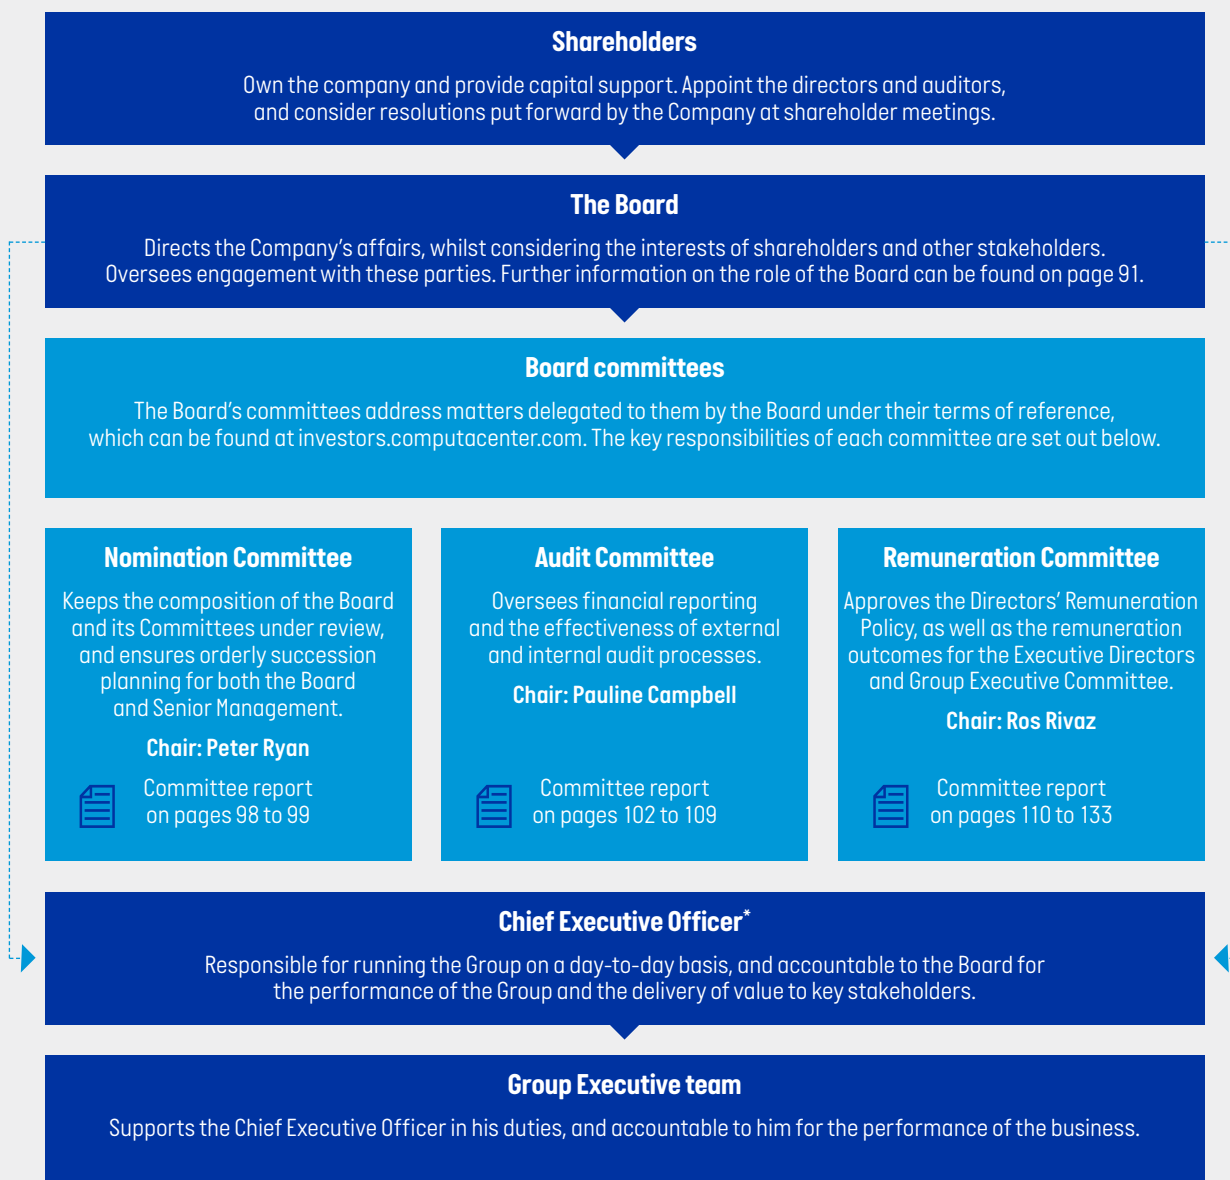 Shareholders
Own the company and provide capital support. Appoint the directors and auditors,
and consider resolutions put forward by the Company at shareholder meetings.
The Board
Directs the Company’s affairs, whilst considering the interests of shareholders and other stakeholders.
Oversees engagement with these parties. Further information on the role of the Board can be found on page 91.
Board committees
The Board’s committees address matters delegated to them by the Board under their terms of reference,
which can be found at investors.computacenter.com. The key responsibilities of each committee are set out below.
Nomination Committee
Keeps the composition of the Board
and its Committees under review,
and ensures orderly succession
planning for both the Board
and Senior Management.
Chair: Peter Ryan
Committee report
on pages 98 to 99
Audit Committee
Oversees financial reporting
and the effectiveness of external
and internal audit processes.
Chair: Pauline Campbell
Committee report
on pages 102 to 109
Remuneration Committee
Approves the Directors’ Remuneration
Policy, as well as the remuneration
outcomes for the Executive Directors
and Group Executive Committee.
Chair: Ros Rivaz
Committee report
on pages 110 to 133
Chief Executive Officer*
Responsible for running the Group on a day-to-day basis, and accountable to the Board for
the performance of the Group and the delivery of value to key stakeholders.
Group Executive team
Supports the Chief Executive Officer in his duties, and accountable to him for the performance of the business.